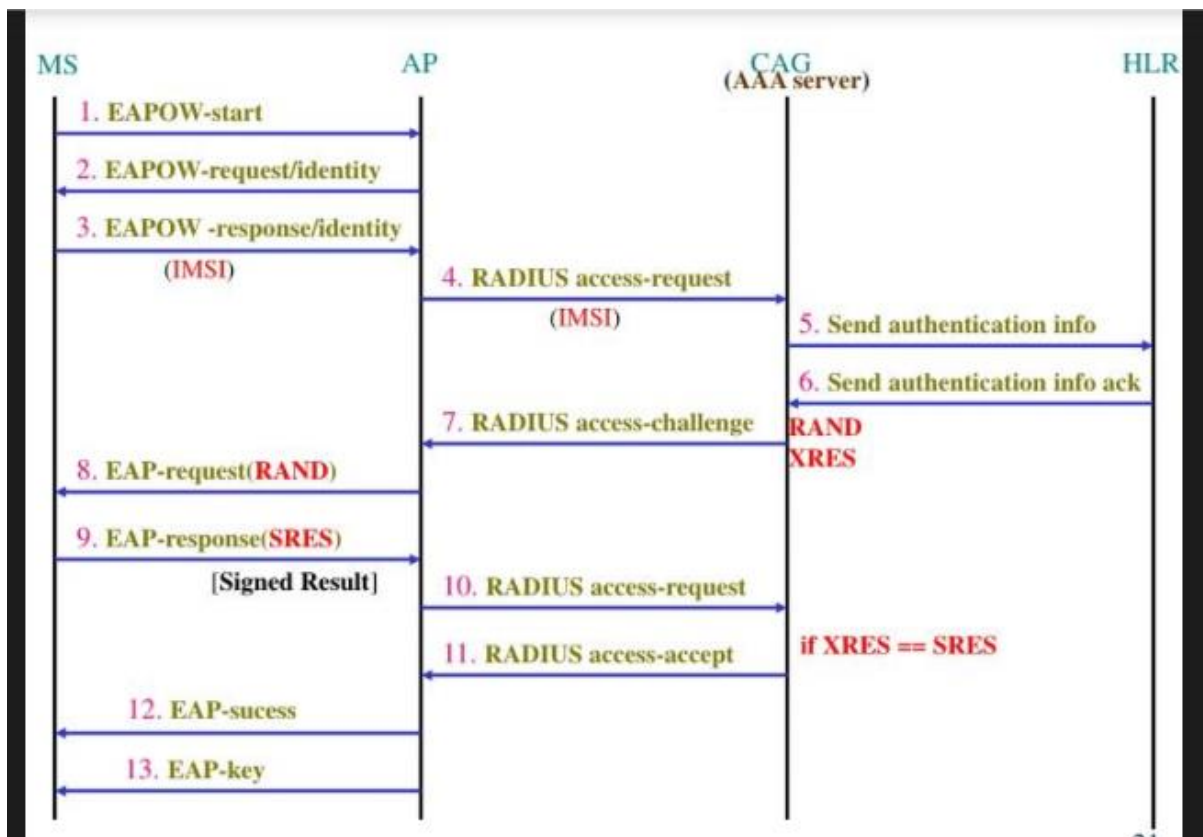 MS AP CAG HLR
(AAA server)
1. EAPOW-start
2. EAPOW-request/identity
3. EAPOW -response/identity
(IMSI)
4. RADIUS access-request
(IMSI)
5. Send authentication info
6. Send authentication info ack
7. RADIUS access-challenge
RAND
XRES
8. EAP-request(RAND)
9. EAP-response(SRES)
[Signed Result]
10. RADIUS access-request
if XRES == SRES
11. RADIUS access-accept
12. EAP-sucess
13. EAP-key